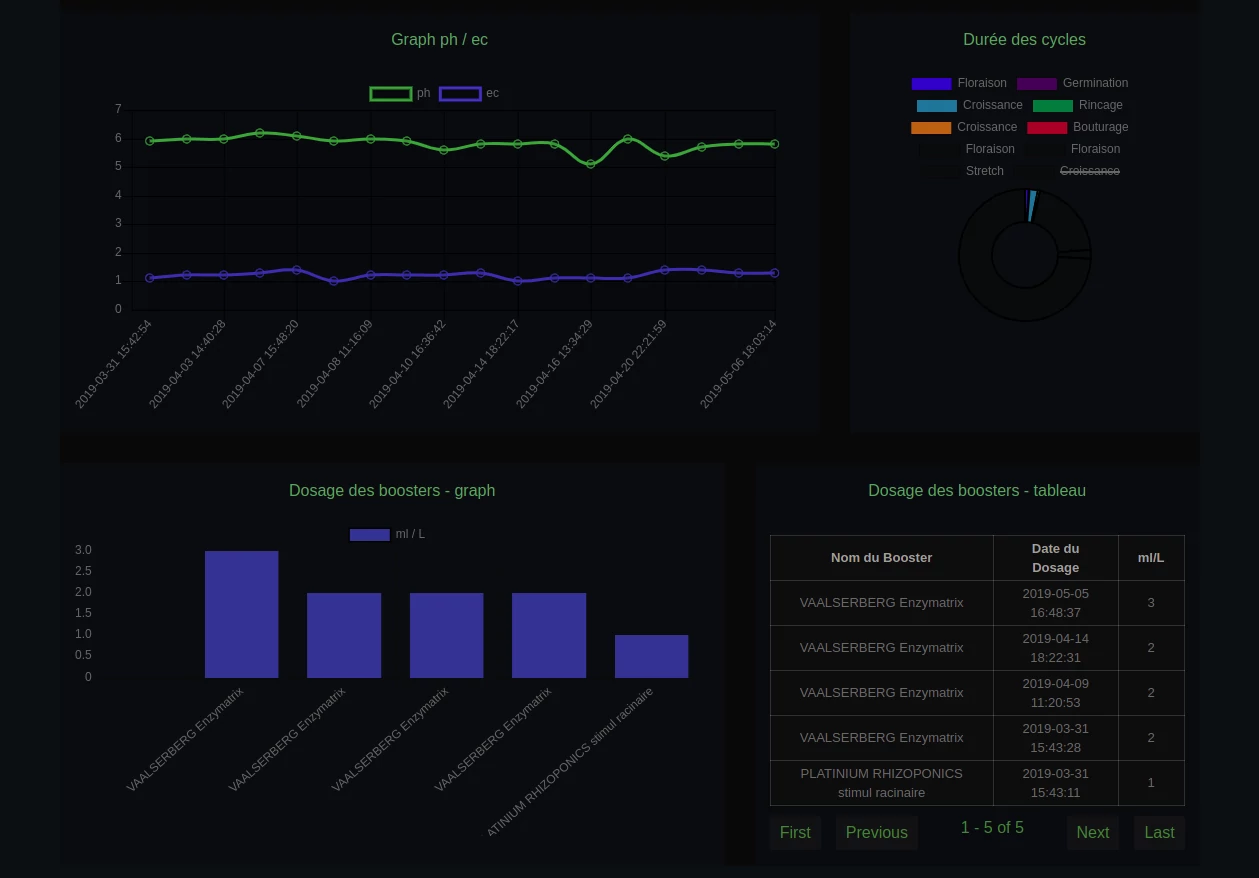 Graph ph / ec
ph ec
7
6
5
4
3
2
1
0
2019-03-31 15:42:54
2019-04-03 14:40:28
2019-04-07 15:48:20
2019-04-08 11:16:09
2019-04-10 16:36:42
2019-04-14 18:22:17
2019-04-16 13:34:29
2019-04-20 22:21:59
2019-05-06 18:03:14
Durée des cycles
Floraison Germination
Croissance Rincage
Croissance Bouturage
Floraison Floraison
Stretch Croissance
Dosage des boosters - graph
ml / L
3.0
2.5
2.0
1.5
1.0
0.5
0
VAALSERBERG Enzymatrix
VAALSERBERG Enzymatrix
VAALSERBERG Enzymatrix
VAALSERBERG Enzymatrix
ATINIUM RHIZOPONICS stimul racinaire
Dosage des boosters - tableau
Nom du Booster Date du Dosage ml/L
VAALSERBERG Enzymatrix 2019-05-05 16:48:37 3
VAALSERBERG Enzymatrix 2019-04-14 18:22:31 2
VAALSERBERG Enzymatrix 2019-04-09 11:20:53 2
VAALSERBERG Enzymatrix 2019-03-31 15:43:28 2
PLATINIUM RHIZOPONICS stimul racinaire 2019-03-31 15:43:11 1
First Previous 1 - 5 of 5 Next Last